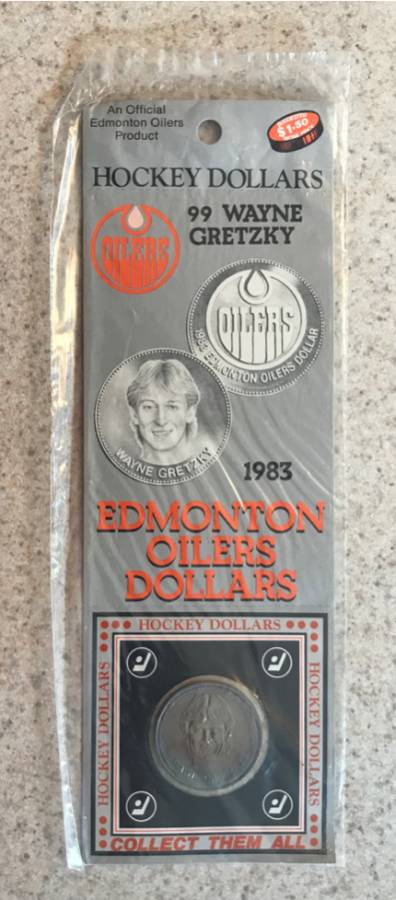 An Official
Edmonton Oilers
Product
$1.50
HOCKEY DOLLARS
99 WAYNE
GRETZKY
OILERS
OILERS
1983 EDMONTON OILERS DOLLAR
WAYNE GRETZKY
1983
EDMONTON
OILERS
DOLLARS
HOCKEY DOLLARS
HOCKEY DOLLARS
HOCKEY DOLLARS
COLLECT THEM ALL